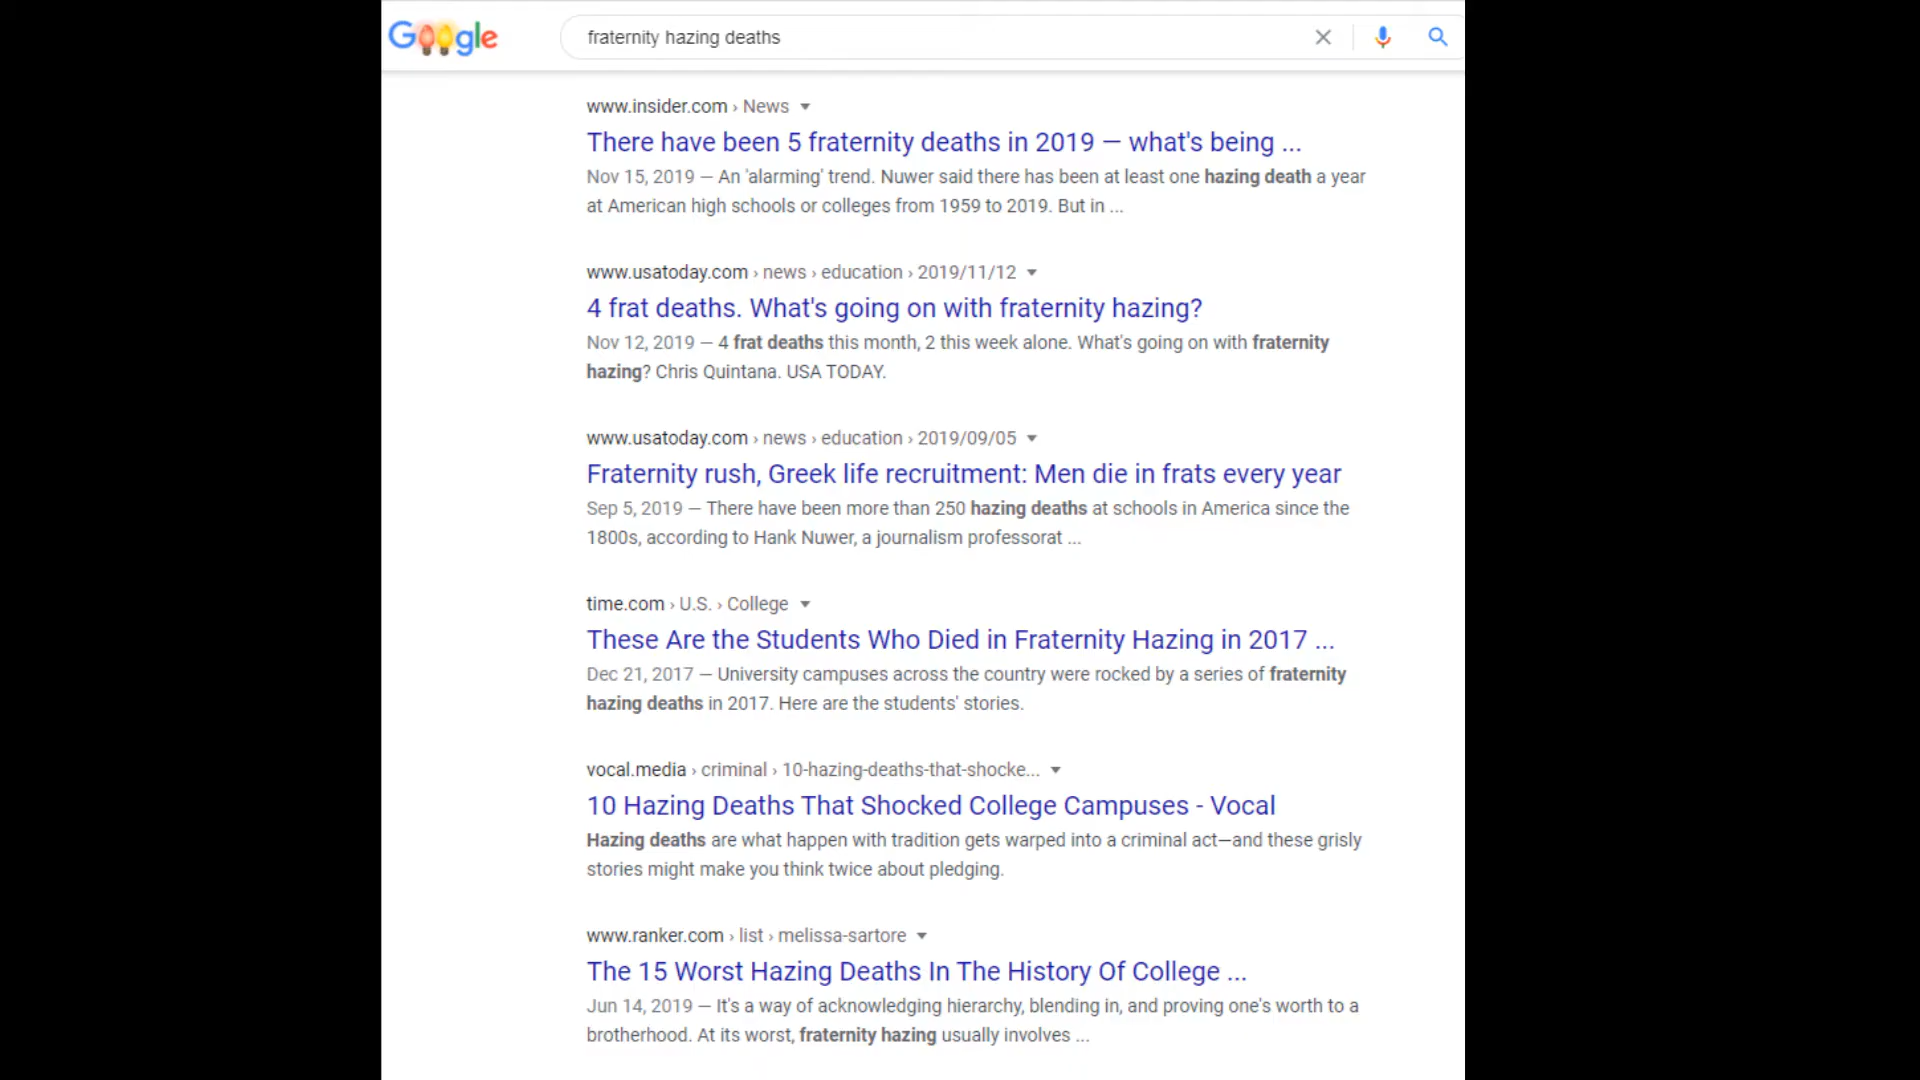 Google
fraternity hazing deaths
www.insider.com › News
There have been 5 fraternity deaths in 2019 — what's being ...
Nov 15, 2019 — An 'alarming' trend. Nuwer said there has been at least one hazing death a year
at American high schools or colleges from 1959 to 2019. But in ...
www.usatoday.com › news › education › 2019/11/12
4 frat deaths. What's going on with fraternity hazing?
Nov 12, 2019 — 4 frat deaths this month, 2 this week alone. What's going on with fraternity
hazing? Chris Quintana. USA TODAY.
www.usatoday.com › news › education › 2019/09/05
Fraternity rush, Greek life recruitment: Men die in frats every year
Sep 5, 2019 — There have been more than 250 hazing deaths at schools in America since the
1800s, according to Hank Nuwer, a journalism professorat ...
time.com › U.S. › College
These Are the Students Who Died in Fraternity Hazing in 2017 ...
Dec 21, 2017 — University campuses across the country were rocked by a series of fraternity
hazing deaths in 2017. Here are the students' stories.
vocal.media › criminal › 10-hazing-deaths-that-shocke...
10 Hazing Deaths That Shocked College Campuses - Vocal
Hazing deaths are what happen with tradition gets warped into a criminal act—and these grisly
stories might make you think twice about pledging.
www.ranker.com › list › melissa-sartore
The 15 Worst Hazing Deaths In The History Of College ...
Jun 14, 2019 — It's a way of acknowledging hierarchy, blending in, and proving one's worth to a
brotherhood. At its worst, fraternity hazing usually involves ...